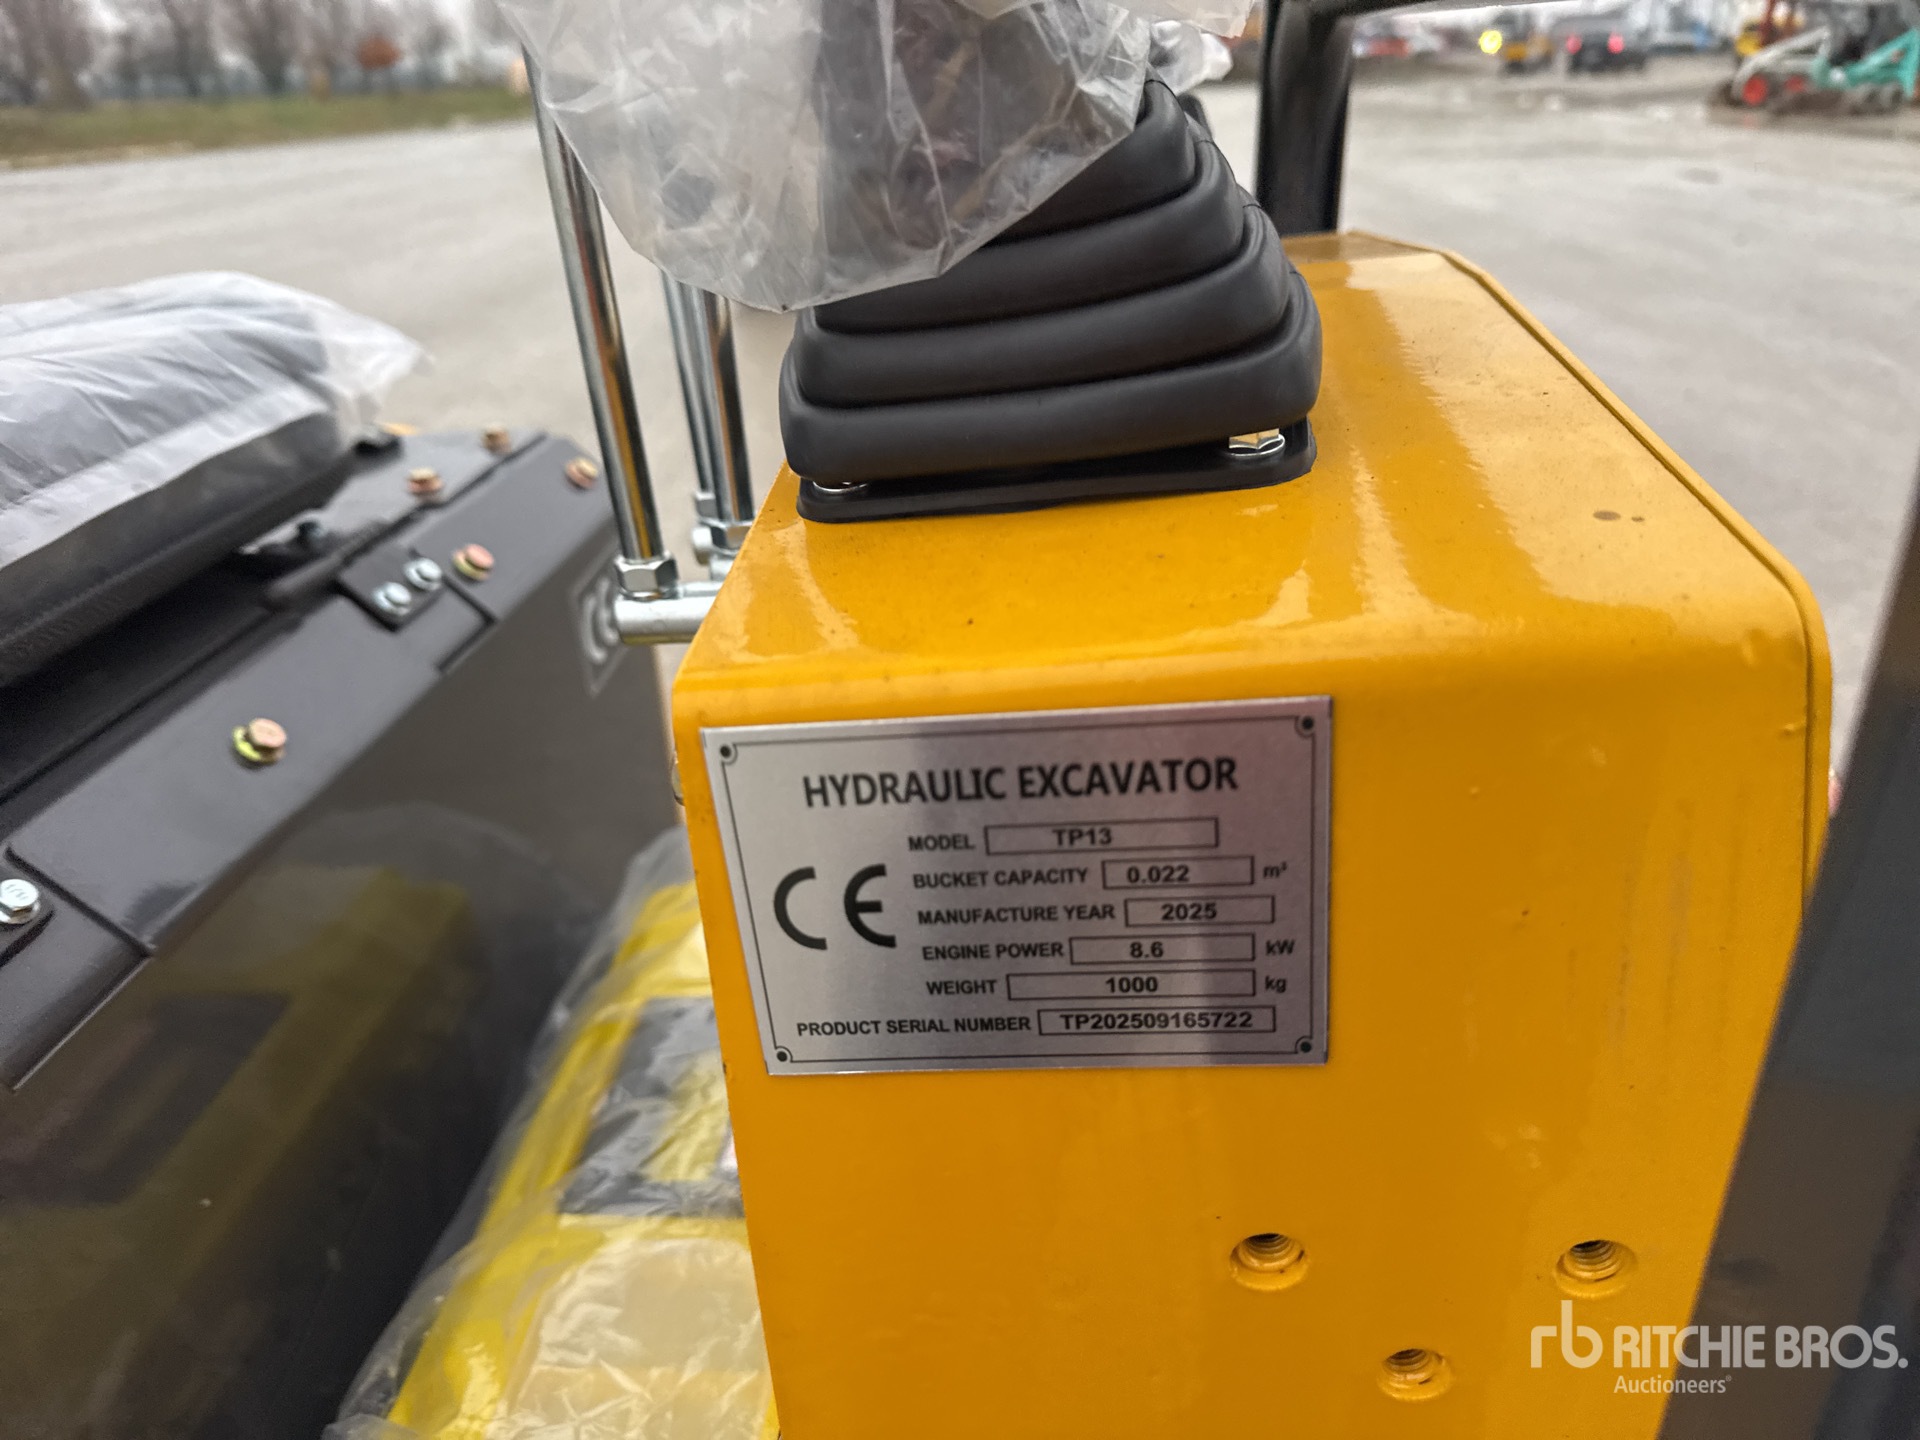 HYDRAULIC EXCAVATOR
MODEL TP13
BUCKET CAPACITY 0.022 m³
CE
MANUFACTURE YEAR 2025
ENGINE POWER 8.6 kW
WEIGHT 1000 kg
PRODUCT SERIAL NUMBER TP202509165722
rb RITCHIE BROS.
Auctioneers®